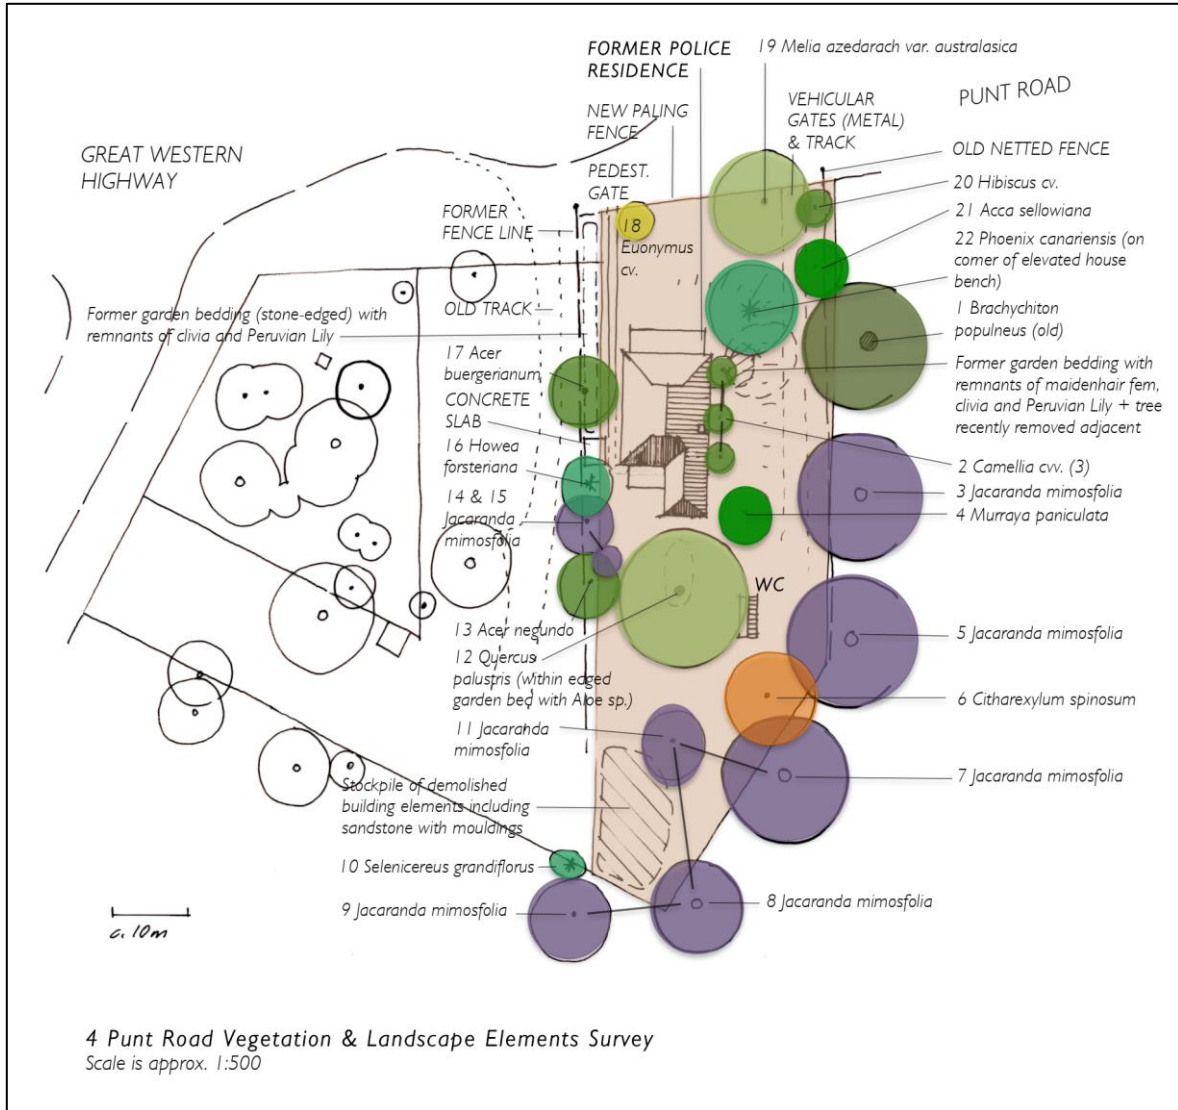 FORMER POLICE
RESIDENCE
19 Melia azedarach var. australasica
PUNT ROAD
NEW PALING
FENCE
VEHICULAR
GATES (METAL)
& TRACK
GREAT WESTERN
HIGHWAY
PEDEST.
GATE
OLD NETTED FENCE
20 Hibiscus cv.
FORMER
FENCE LINE
18
Euonymus
cv.
21 Acca sellowiana
22 Phoenix canariensis (on
corner of elevated house
bench)
OLD TRACK
Former garden bedding (stone-edged) with
remnants of clivia and Peruvian Lily
1 Brachychiton
populneus (old)
17 Acer
buergerianum
Former garden bedding with
remnants of maidenhair fern,
clivia and Peruvian Lily + tree
recently removed adjacent
CONCRETE
SLAB
16 Howea
forsteriana
2 Camellia cvv. (3)
3 Jacaranda mimosfolia
14 & 15
Jacaranda
mimosfolia
4 Murraya paniculata
WC
13 Acer negundo
5 Jacaranda mimosfolia
12 Quercus
palustris (within edged
garden bed with Aloe sp.)
6 Citharexylum spinosum
11 Jacaranda
mimosfolia
7 Jacaranda mimosfolia
Stockpile of demolished
building elements including
sandstone with mouldings
10 Selenicereus grandiflorus
9 Jacaranda mimosfolia
8 Jacaranda mimosfolia
c. 10m
4 Punt Road Vegetation & Landscape Elements Survey
Scale is approx. 1:500